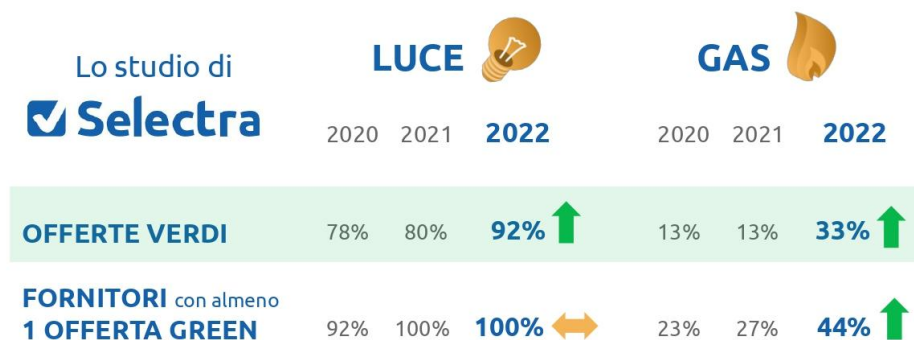 Lo studio di
Selectra
LUCE
GAS
2020 2021 2022
2020 2021 2022
OFFERTE VERDI 78% 80% 92% 13% 13% 33%
FORNITORI con almeno
1 OFFERTA GREEN 92% 100% 100% 23% 27% 44%